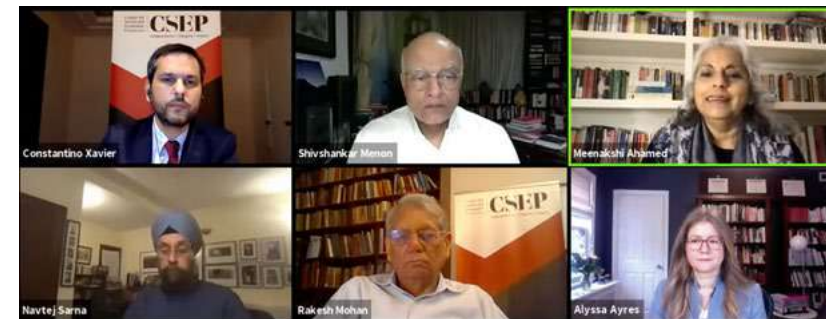 CSEP
Constantino Xavier
Shivshankar Menon
Meenakshi Ahamed
CSEP
Navtej Sarna
Rakesh Mohan
Alyssa Ayres